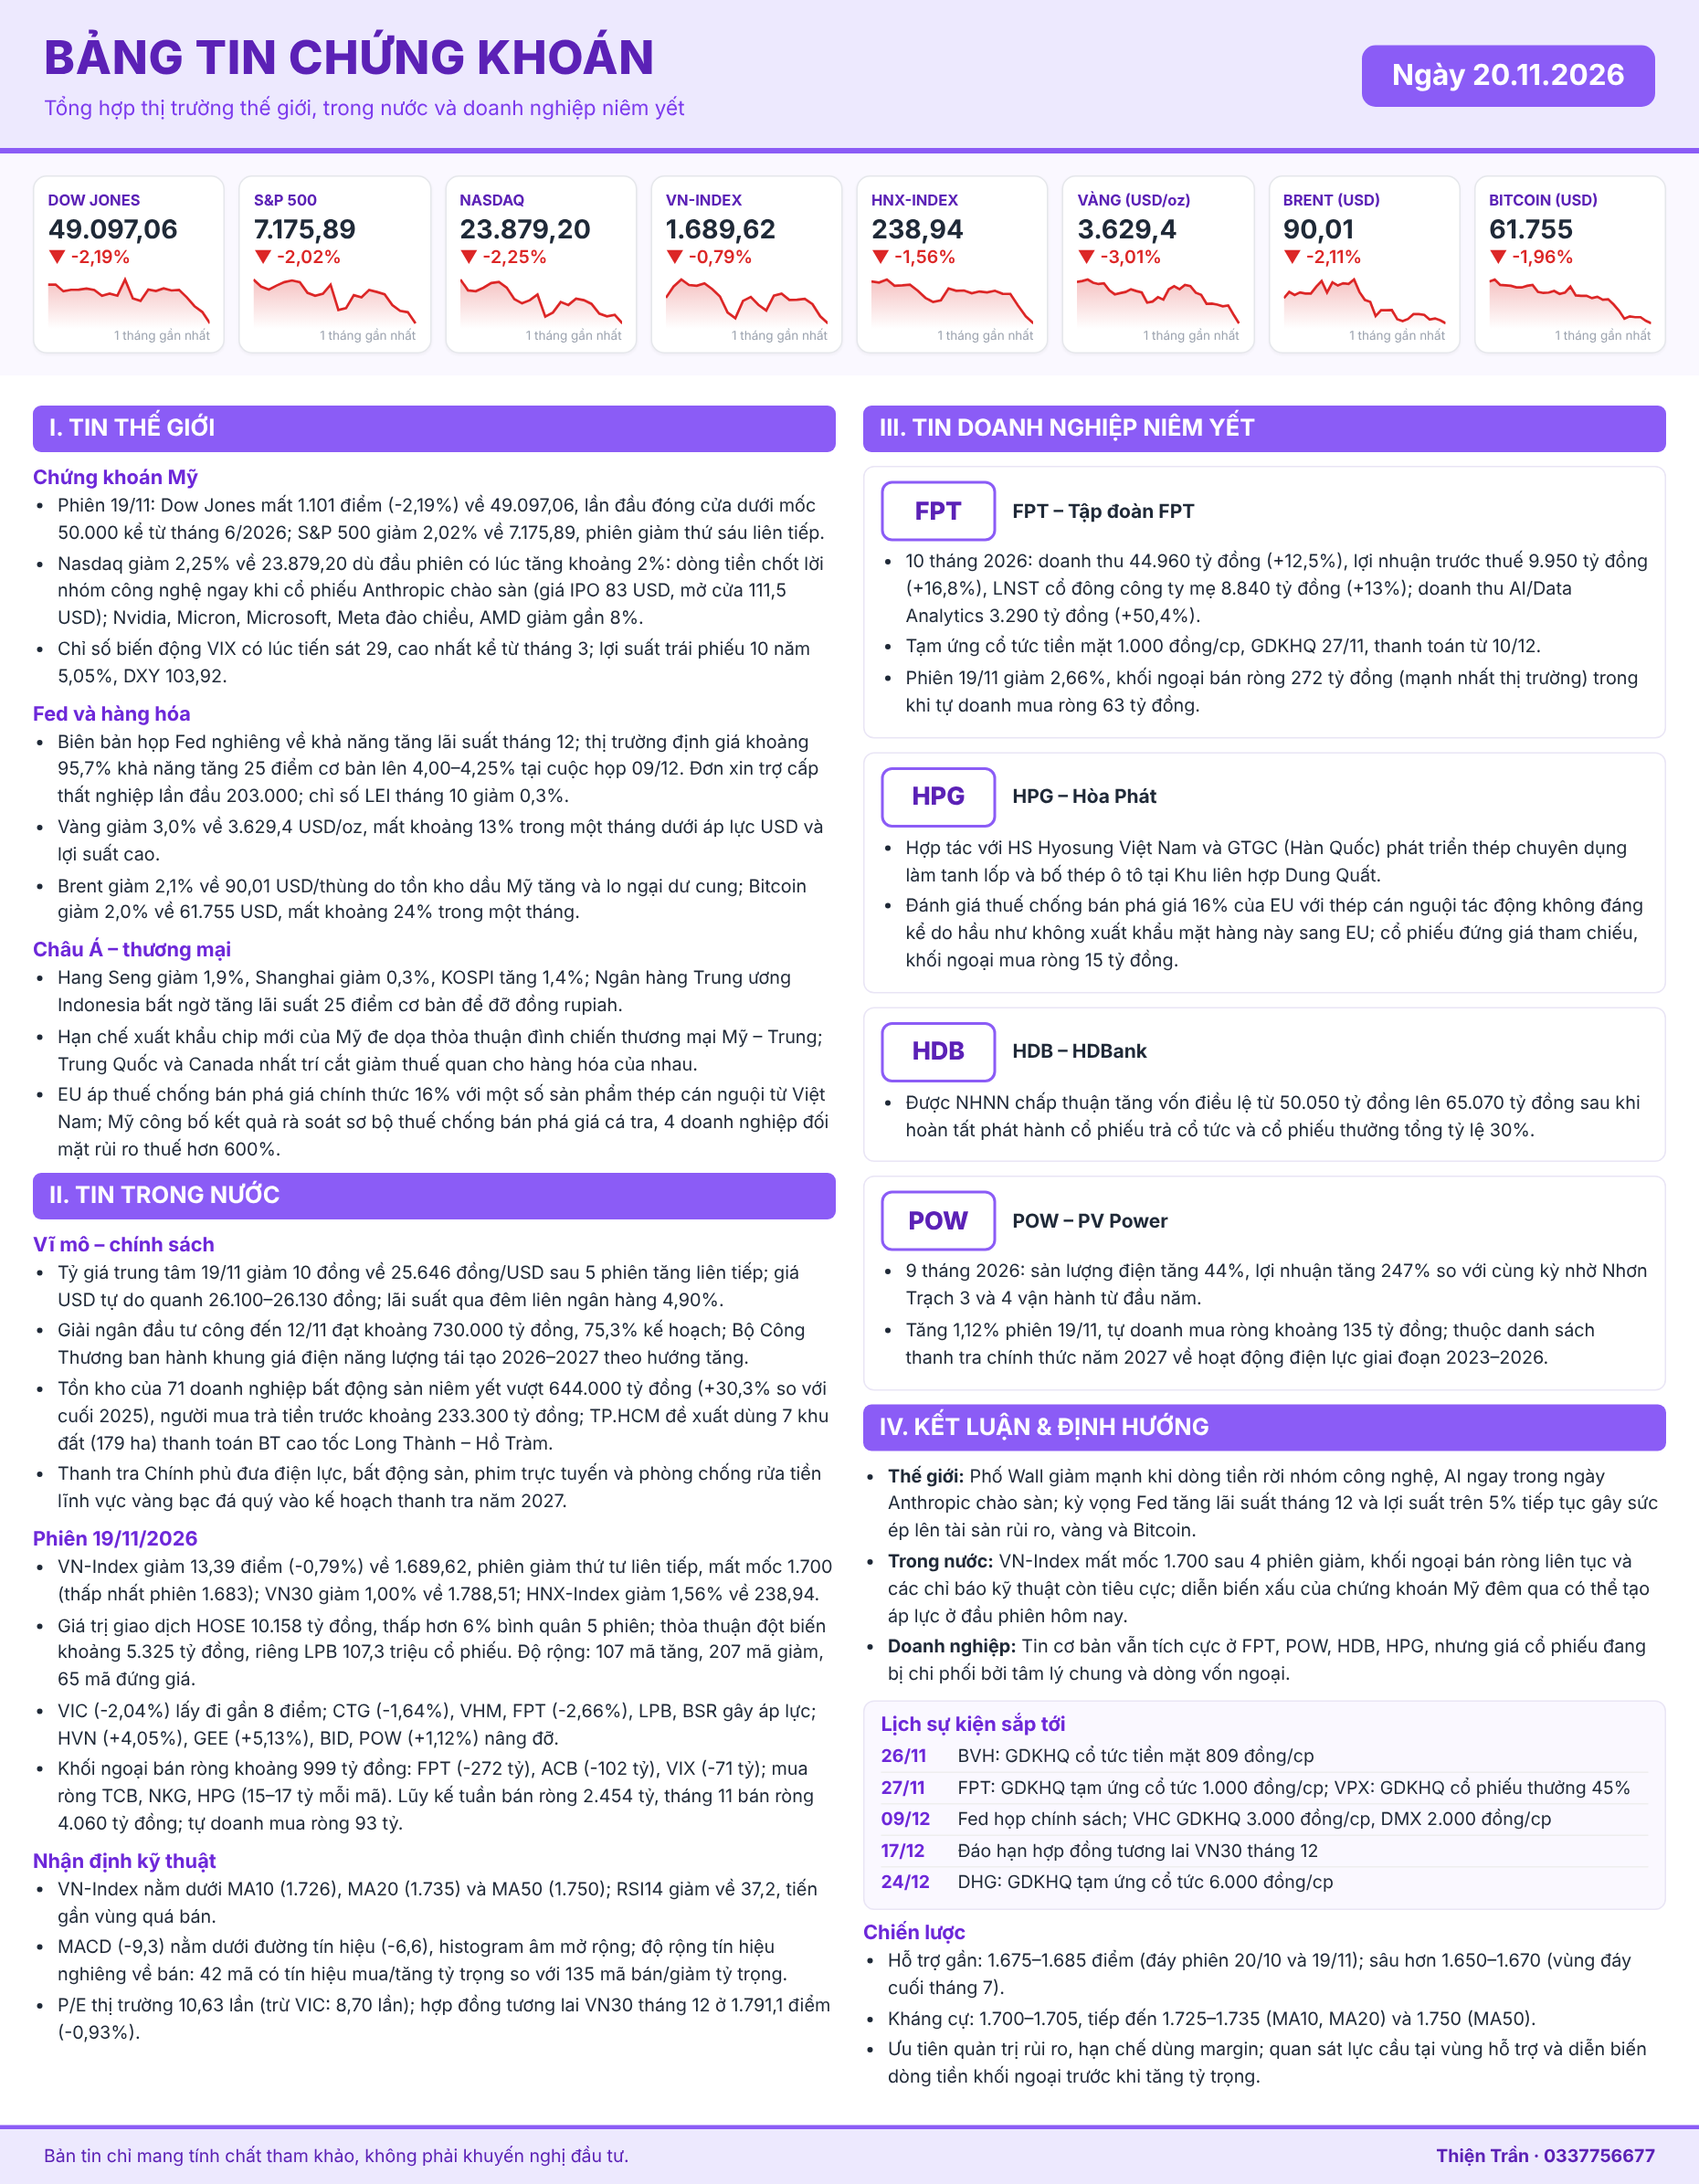 BẢNG TIN CHỨNG KHOÁN
Tổng hợp thị trường thế giới, trong nước và doanh nghiệp niêm yết
Ngày 20.11.2026
DOW JONES
49.097,06
▼ -2,19%
1 tháng gần nhất
S&P 500
7.175,89
▼ -2,02%
1 tháng gần nhất
NASDAQ
23.879,20
▼ -2,25%
1 tháng gần nhất
VN-INDEX
1.689,62
▼ -0,79%
1 tháng gần nhất
HNX-INDEX
238,94
▼ -1,56%
1 tháng gần nhất
VÀNG (USD/oz)
3.629,4
▼ -3,01%
1 tháng gần nhất
BRENT (USD)
90,01
▼ -2,11%
1 tháng gần nhất
BITCOIN (USD)
61.755
▼ -1,96%
1 tháng gần nhất
I. TIN THẾ GIỚI
Chứng khoán Mỹ
• Phiên 19/11: Dow Jones mất 1.101 điểm (-2,19%) về 49.097,06, lần đầu đóng cửa dưới mốc
50.000 kể từ tháng 6/2026; S&P 500 giảm 2,02% về 7.175,89, phiên giảm thứ sáu liên tiếp.
• Nasdaq giảm 2,25% về 23.879,20 dù đầu phiên có lúc tăng khoảng 2%: dòng tiền chốt lời
nhóm công nghệ ngay khi cổ phiếu Anthropic chào sàn (giá IPO 83 USD, mở cửa 111,5
USD); Nvidia, Micron, Microsoft, Meta đảo chiều, AMD giảm gần 8%.
• Chỉ số biến động VIX có lúc tiến sát 29, cao nhất kể từ tháng 3; lợi suất trái phiếu 10 năm
5,05%, DXY 103,92.
Fed và hàng hóa
• Biên bản họp Fed nghiêng về khả năng tăng lãi suất tháng 12; thị trường định giá khoảng
95,7% khả năng tăng 25 điểm cơ bản lên 4,00–4,25% tại cuộc họp 09/12. Đơn xin trợ cấp
thất nghiệp lần đầu 203.000; chỉ số LEI tháng 10 giảm 0,3%.
• Vàng giảm 3,0% về 3.629,4 USD/oz, mất khoảng 13% trong một tháng dưới áp lực USD và
lợi suất cao.
• Brent giảm 2,1% về 90,01 USD/thùng do tồn kho dầu Mỹ tăng và lo ngại dư cung; Bitcoin
giảm 2,0% về 61.755 USD, mất khoảng 24% trong một tháng.
Châu Á – thương mại
• Hang Seng giảm 1,9%, Shanghai giảm 0,3%, KOSPI tăng 1,4%; Ngân hàng Trung ương
Indonesia bất ngờ tăng lãi suất 25 điểm cơ bản để đỡ đồng rupiah.
• Hạn chế xuất khẩu chip mới của Mỹ đe dọa thỏa thuận đình chiến thương mại Mỹ – Trung;
Trung Quốc và Canada nhất trí cắt giảm thuế quan cho hàng hóa của nhau.
• EU áp thuế chống bán phá giá chính thức 16% với một số sản phẩm thép cán nguội từ Việt
Nam; Mỹ công bố kết quả rà soát sơ bộ thuế chống bán phá giá cá tra, 4 doanh nghiệp đối
mặt rủi ro thuế hơn 600%.
II. TIN TRONG NƯỚC
Vĩ mô – chính sách
• Tỷ giá trung tâm 19/11 giảm 10 đồng về 25.646 đồng/USD sau 5 phiên tăng liên tiếp; giá
USD tự do quanh 26.100–26.130 đồng; lãi suất qua đêm liên ngân hàng 4,90%.
• Giải ngân đầu tư công đến 12/11 đạt khoảng 730.000 tỷ đồng, 75,3% kế hoạch; Bộ Công
Thương ban hành khung giá điện năng lượng tái tạo 2026–2027 theo hướng tăng.
• Tồn kho của 71 doanh nghiệp bất động sản niêm yết vượt 644.000 tỷ đồng (+30,3% so với
cuối 2025), người mua trả tiền trước khoảng 233.300 tỷ đồng; TP.HCM đề xuất dùng 7 khu
đất (179 ha) thanh toán BT cao tốc Long Thành – Hồ Tràm.
• Thanh tra Chính phủ đưa điện lực, bất động sản, phim trực tuyến và phòng chống rửa tiền
lĩnh vực vàng bạc đá quý vào kế hoạch thanh tra năm 2027.
Phiên 19/11/2026
• VN-Index giảm 13,39 điểm (-0,79%) về 1.689,62, phiên giảm thứ tư liên tiếp, mất mốc 1.700
(thấp nhất phiên 1.683); VN30 giảm 1,00% về 1.788,51; HNX-Index giảm 1,56% về 238,94.
• Giá trị giao dịch HOSE 10.158 tỷ đồng, thấp hơn 6% bình quân 5 phiên; thỏa thuận đột biến
khoảng 5.325 tỷ đồng, riêng LPB 107,3 triệu cổ phiếu. Độ rộng: 107 mã tăng, 207 mã giảm,
65 mã đứng giá.
• VIC (-2,04%) lấy đi gần 8 điểm; CTG (-1,64%), VHM, FPT (-2,66%), LPB, BSR gây áp lực;
HVN (+4,05%), GEE (+5,13%), BID, POW (+1,12%) nâng đỡ.
• Khối ngoại bán ròng khoảng 999 tỷ đồng: FPT (-272 tỷ), ACB (-102 tỷ), VIX (-71 tỷ); mua
ròng TCB, NKG, HPG (15–17 tỷ mỗi mã). Lũy kế tuần bán ròng 2.454 tỷ, tháng 11 bán ròng
4.060 tỷ đồng; tự doanh mua ròng 93 tỷ.
Nhận định kỹ thuật
• VN-Index nằm dưới MA10 (1.726), MA20 (1.735) và MA50 (1.750); RSI14 giảm về 37,2, tiến
gần vùng quá bán.
• MACD (-9,3) nằm dưới đường tín hiệu (-6,6), histogram âm mở rộng; độ rộng tín hiệu
nghiêng về bán: 42 mã có tín hiệu mua/tăng tỷ trọng so với 135 mã bán/giảm tỷ trọng.
• P/E thị trường 10,63 lần (trừ VIC: 8,70 lần); hợp đồng tương lai VN30 tháng 12 ở 1.791,1 điểm
(-0,93%).
III. TIN DOANH NGHIỆP NIÊM YẾT
FPT
FPT – Tập đoàn FPT
• 10 tháng 2026: doanh thu 44.960 tỷ đồng (+12,5%), lợi nhuận trước thuế 9.950 tỷ đồng
(+16,8%), LNST cổ đông công ty mẹ 8.840 tỷ đồng (+13%); doanh thu AI/Data
Analytics 3.290 tỷ đồng (+50,4%).
• Tạm ứng cổ tức tiền mặt 1.000 đồng/cp, GDKHQ 27/11, thanh toán từ 10/12.
• Phiên 19/11 giảm 2,66%, khối ngoại bán ròng 272 tỷ đồng (mạnh nhất thị trường) trong
khi tự doanh mua ròng 63 tỷ đồng.
HPG
HPG – Hòa Phát
• Hợp tác với HS Hyosung Việt Nam và GTGC (Hàn Quốc) phát triển thép chuyên dụng
làm tanh lốp và bố thép ô tô tại Khu liên hợp Dung Quất.
• Đánh giá thuế chống bán phá giá 16% của EU với thép cán nguội tác động không đáng
kể do hầu như không xuất khẩu mặt hàng này sang EU; cổ phiếu đứng giá tham chiếu,
khối ngoại mua ròng 15 tỷ đồng.
HDB
HDB – HDBank
• Được NHNN chấp thuận tăng vốn điều lệ từ 50.050 tỷ đồng lên 65.070 tỷ đồng sau khi
hoàn tất phát hành cổ phiếu trả cổ tức và cổ phiếu thưởng tổng tỷ lệ 30%.
POW
POW – PV Power
• 9 tháng 2026: sản lượng điện tăng 44%, lợi nhuận tăng 247% so với cùng kỳ nhờ Nhơn
Trạch 3 và 4 vận hành từ đầu năm.
• Tăng 1,12% phiên 19/11, tự doanh mua ròng khoảng 135 tỷ đồng; thuộc danh sách
thanh tra chính thức năm 2027 về hoạt động điện lực giai đoạn 2023–2026.
IV. KẾT LUẬN & ĐỊNH HƯỚNG
• Thế giới: Phố Wall giảm mạnh khi dòng tiền rời nhóm công nghệ, AI ngay trong ngày
Anthropic chào sàn; kỳ vọng Fed tăng lãi suất tháng 12 và lợi suất trên 5% tiếp tục gây sức
ép lên tài sản rủi ro, vàng và Bitcoin.
• Trong nước: VN-Index mất mốc 1.700 sau 4 phiên giảm, khối ngoại bán ròng liên tục và
các chỉ báo kỹ thuật còn tiêu cực; diễn biến xấu của chứng khoán Mỹ đêm qua có thể tạo
áp lực ở đầu phiên hôm nay.
• Doanh nghiệp: Tin cơ bản vẫn tích cực ở FPT, POW, HDB, HPG, nhưng giá cổ phiếu đang
bị chi phối bởi tâm lý chung và dòng vốn ngoại.
Lịch sự kiện sắp tới
26/11 BVH: GDKHQ cổ tức tiền mặt 809 đồng/cp
27/11 FPT: GDKHQ tạm ứng cổ tức 1.000 đồng/cp; VPX: GDKHQ cổ phiếu thưởng 45%
09/12 Fed họp chính sách; VHC GDKHQ 3.000 đồng/cp, DMX 2.000 đồng/cp
17/12 Đáo hạn hợp đồng tương lai VN30 tháng 12
24/12 DHG: GDKHQ tạm ứng cổ tức 6.000 đồng/cp
Chiến lược
• Hỗ trợ gần: 1.675–1.685 điểm (đáy phiên 20/10 và 19/11); sâu hơn 1.650–1.670 (vùng đáy
cuối tháng 7).
• Kháng cự: 1.700–1.705, tiếp đến 1.725–1.735 (MA10, MA20) và 1.750 (MA50).
• Ưu tiên quản trị rủi ro, hạn chế dùng margin; quan sát lực cầu tại vùng hỗ trợ và diễn biến
dòng tiền khối ngoại trước khi tăng tỷ trọng.
Bản tin chỉ mang tính chất tham khảo, không phải khuyến nghị đầu tư.
Thiện Trần · 0337756677